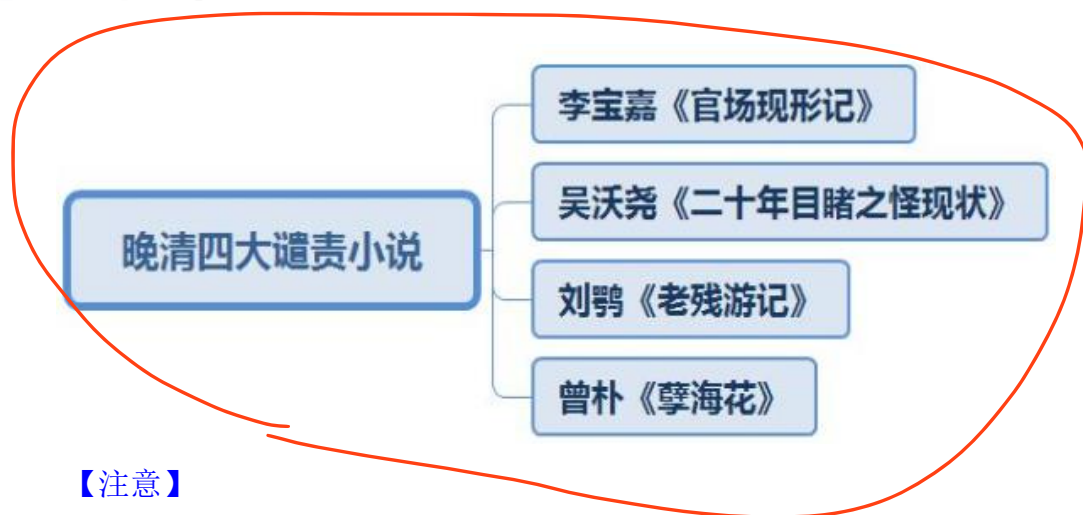 李宝嘉《官场现形记》
吴沃尧《二十年目睹之怪现状》
晚清四大谴责小说
刘鹗《老残游记》
曾朴《孽海花》
【注意】